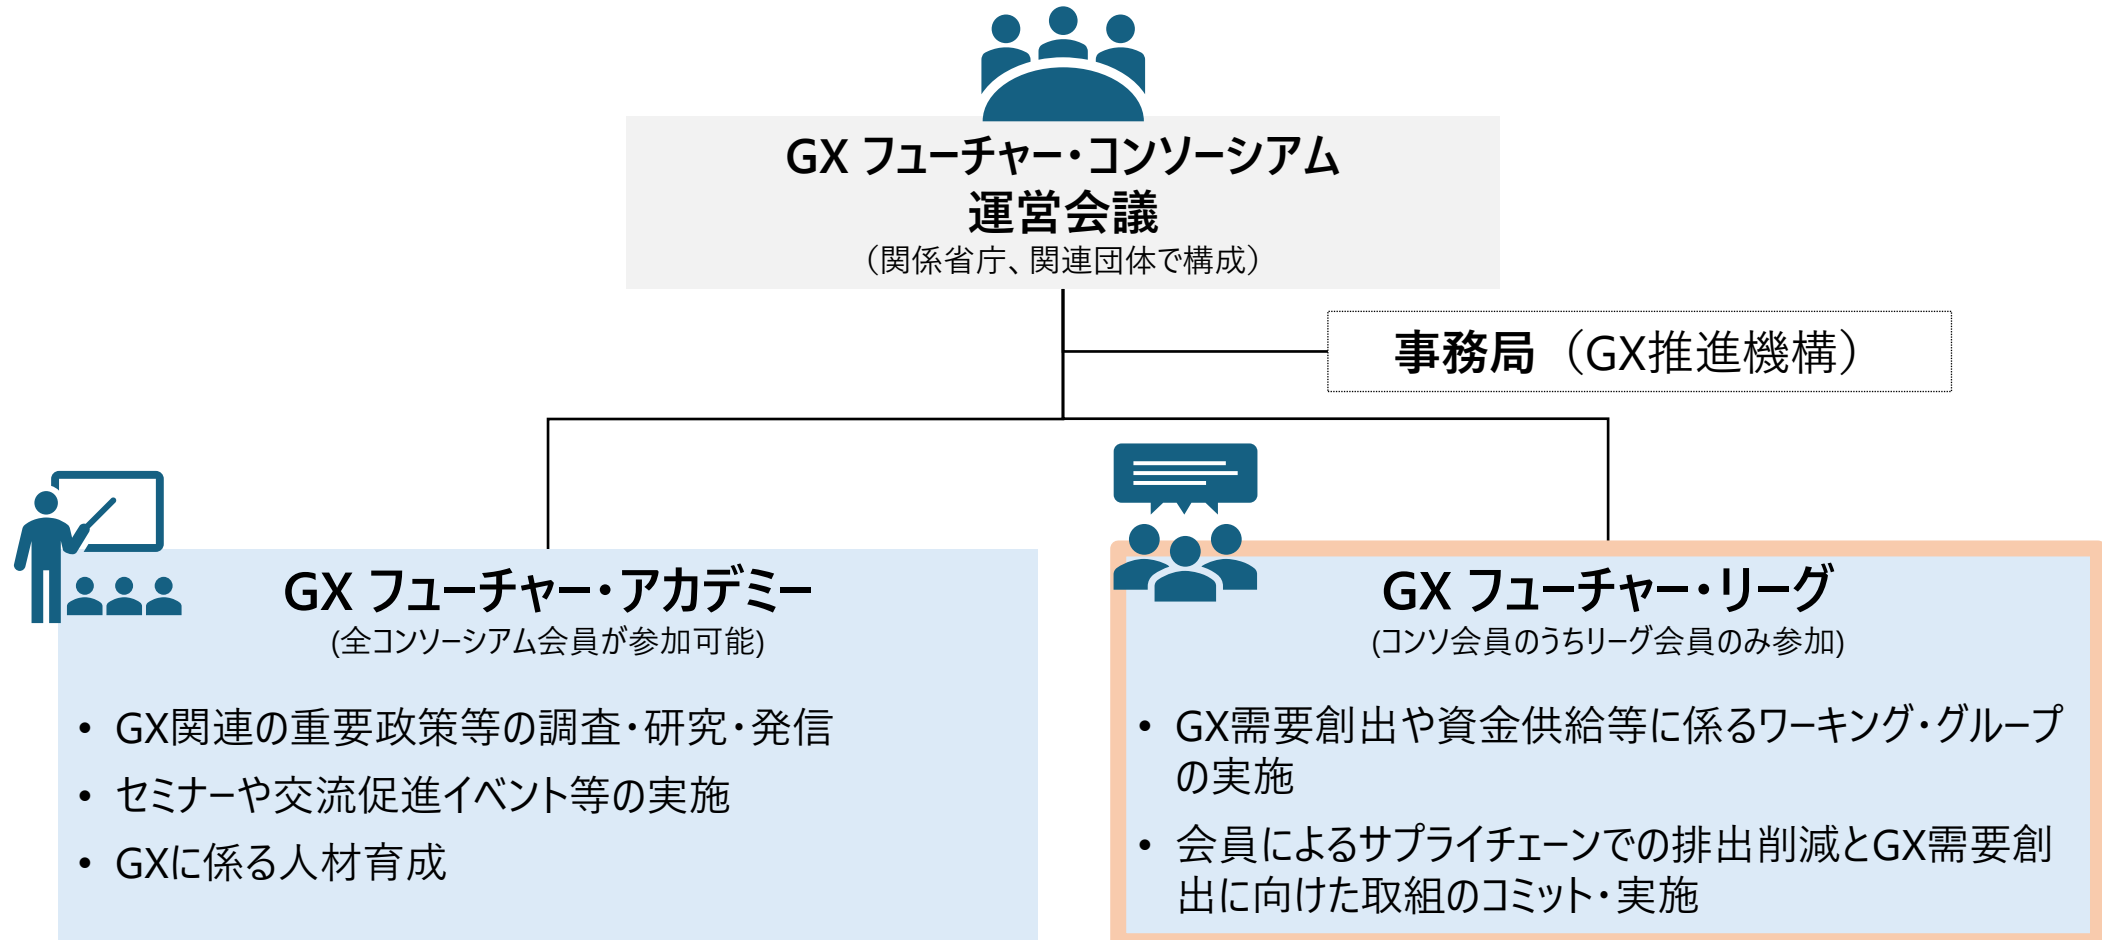 GX フューチャー・コンソーシアム
運営会議
（関係省庁、関連団体で構成）
事務局（GX推進機構）
GX フューチャー・アカデミー
(全コンソーシアム会員が参加可能)
• GX関連の重要政策等の調査・研究・発信
• セミナーや交流促進イベント等の実施
• GXに係る人材育成
GX フューチャー・リーグ
(コンソ会員のうちリーグ会員のみ参加)
• GX需要創出や資金供給等に係るワーキング・グループ
の実施
• 会員によるサプライチェーンでの排出削減とGX需要創
出に向けた取組のコミット・実施